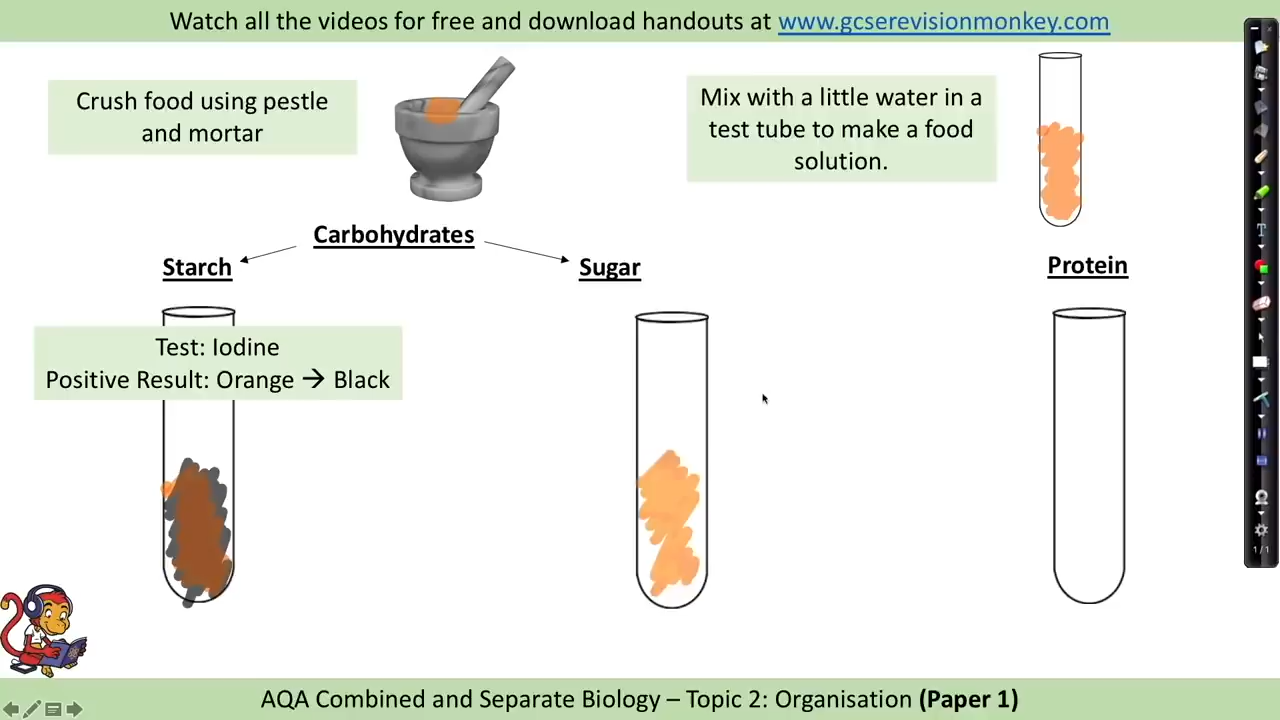 Watch all the videos for free and download handouts at www.gcserevisionmonkey.com
Crush food using pestle
and mortar
Mix with a little water in a
test tube to make a food
solution.
Carbohydrates
Starch
Sugar
Protein
Test: Iodine
Positive Result: Orange → Black
1/1
AQA Combined and Separate Biology – Topic 2: Organisation (Paper 1)